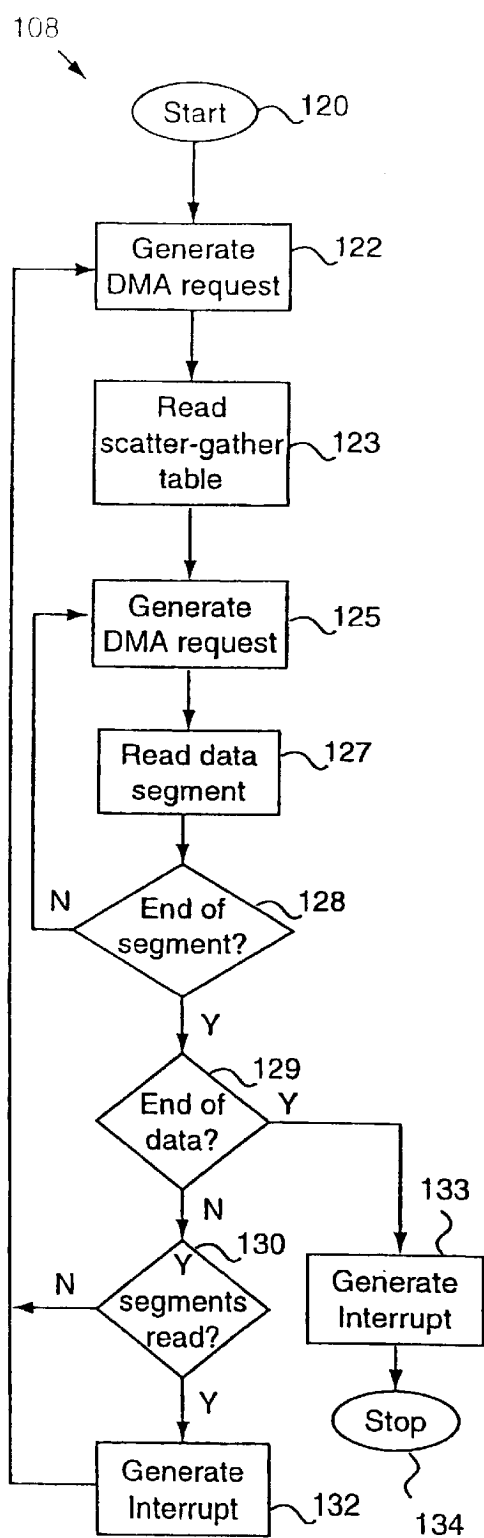 108
Start
120
Generate
DMA request
122
Read
scatter-gather
table
123
Generate
DMA request
125
Read data
segment
127
N
End of
segment?
128
Y
End of
data?
129
Y
N
133
Y
segments
read?
130
N
Generate
Interrupt
Y
Stop
Generate
Interrupt
132
134